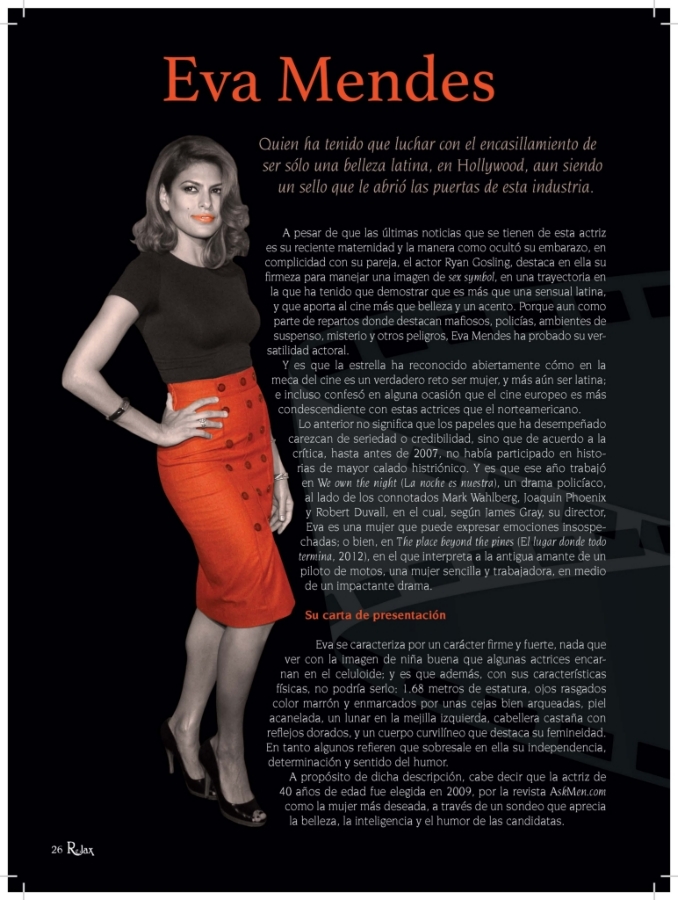 Eva Mendes
Quien ha tenido que luchar con el encasillamiento de
ser sólo una belleza latina, en Hollywood, aun siendo
un sello que le abrió las puertas de esta industria.
A pesar de que las últimas noticias que se tienen de esta actriz
es su reciente maternidad y la manera como ocultó su embarazo, en
complicidad con su pareja, el actor Ryan Gosling, destaca en ella su
firmeza para manejar una imagen de sex symbol, en una trayectoria en
la que ha tenido que demostrar que es más que una sensual latina,
y que aporta al cine más que belleza y un acento. Porque aun como
parte de repartos donde destacan mafiosos, policías, ambientes de
suspenso, misterio y otros peligros, Eva Mendes ha probado su ver-
satilidad actoral.
Y es que la estrella ha reconocido abiertamente cómo en la
meca del cine es un verdadero reto ser mujer, y más aún ser latina;
e incluso confesó en alguna ocasión que el cine europeo es más
condescendiente con estas actrices que el norteamericano.
Lo anterior no significa que los papeles que ha desempeñado
carezcan de seriedad o credibilidad, sino que de acuerdo a la
crítica, hasta antes de 2007, no había participado en histo-
rias de mayor calado histriónico. Y es que ese año trabajó
en We own the night (La noche es nuestra), un drama policíaco,
al lado de los connotados Mark Wahlberg, Joaquin Phoenix
y Robert Duvall, en el cual, según James Gray, su director,
Eva es una mujer que puede expresar emociones insospe-
chadas; o bien, en The place beyond the pines (El lugar donde todo
termina, 2012), en el que interpreta a la antigua amante de un
piloto de motos, una mujer sencilla y trabajadora, en medio
de un impactante drama.
Su carta de presentación
Eva se caracteriza por un carácter firme y fuerte, nada que
ver con la imagen de niña buena que algunas actrices encar-
nan en el celuloide; y es que además, con sus características
físicas, no podría serlo: 1.68 metros de estatura, ojos rasgados
color marrón y enmarcados por unas cejas bien arqueadas, piel
acanelada, un lunar en la mejilla izquierda, cabellera castaña con
reflejos dorados, y un cuerpo curvilíneo que destaca su femineidad.
En tanto algunos refieren que sobresale en ella su independencia,
determinación y sentido del humor.
A propósito de dicha descripción, cabe decir que la actriz de
40 años de edad fue elegida en 2009, por la revista AskMen.com
como la mujer más deseada, a través de un sondeo que aprecia
la belleza, la inteligencia y el humor de las candidatas.
26 Relax